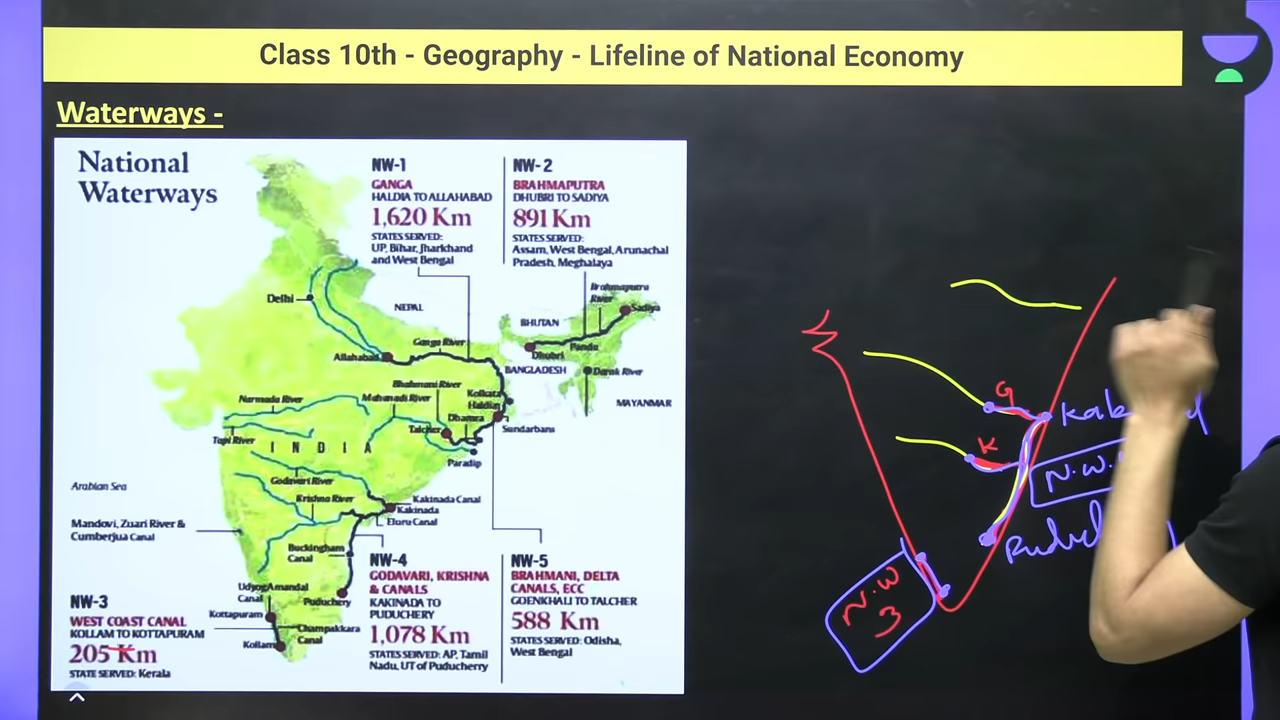 Class 10th - Geography - Lifeline of National Economy
Waterways -
National
Waterways
NW-1
GANGA
HALDIA TO ALLAHABAD
1,620 Km
STATES SERVED:
UP, Bihar, Jharkhand
and West Bengal
NW-2
BRAHMAPUTRA
DHUBRI TO SADIYA
891 Km
STATES SERVED:
Assam, West Bengal, Arunachal
Pradesh, Meghalaya
Delhi
NEPAL
Brahmaputra
River
Sadiya
BHUTAN
Ganga River
Pandu
Dhubri
Allahabad
BANGLADESH
Barak River
Bhahmani River
Kolkata
Narmada River
Mahanadi River
Haldia
MAYANMAR
Dhamra
Talcher
Sundarbans
Tapi River
INDIA
Paradip
Arabian Sea
Godavari River
Krishna River
Kakinada Canal
Kakinada
Eluru Canal
Mandovi, Zuari River &
Cumberjua Canal
Buckingham
Canal
Udyog Amandal
Canal
Puducherry
Kottapuram
Champakkara
Canal
Kollam
NW-3
WEST COAST CANAL
KOLLAM TO KOTTAPURAM
205 Km
STATE SERVED: Kerala
NW-4
GODAVARI, KRISHNA
& CANALS
KAKINADA TO
PUDUCHERRY
1,078 Km
STATES SERVED: AP, Tamil
Nadu, UT of Puducherry
NW-5
BRAHMANI, DELTA
CANALS, ECC
GOENKHALI TO TALCHER
588 Km
STATES SERVED: Odisha,
West Bengal
G
K
N.W.
N.W
3